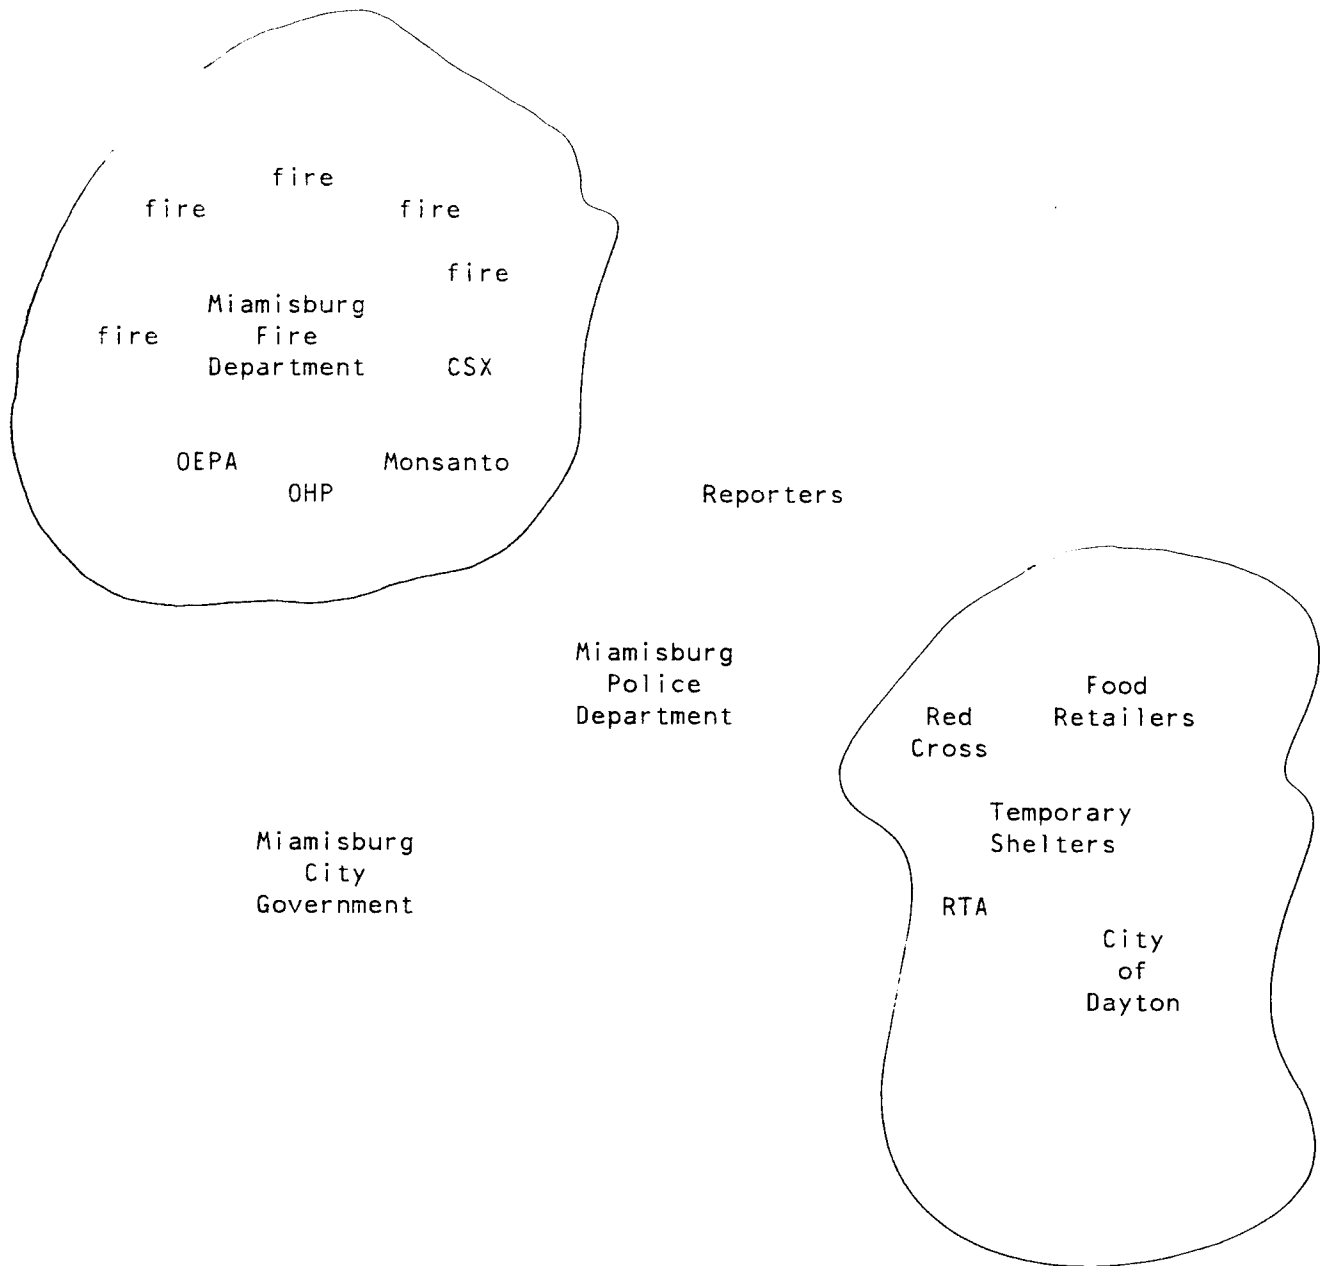 fire
fire
fire
fire
Miamisburg
Fire
Department
fire
CSX
OEPA
Monsanto
OHP
Reporters
Miamisburg
Police
Department
Food
Retailers
Red
Cross
Temporary
Shelters
Miamisburg
City
Government
RTA
City
of
Dayton